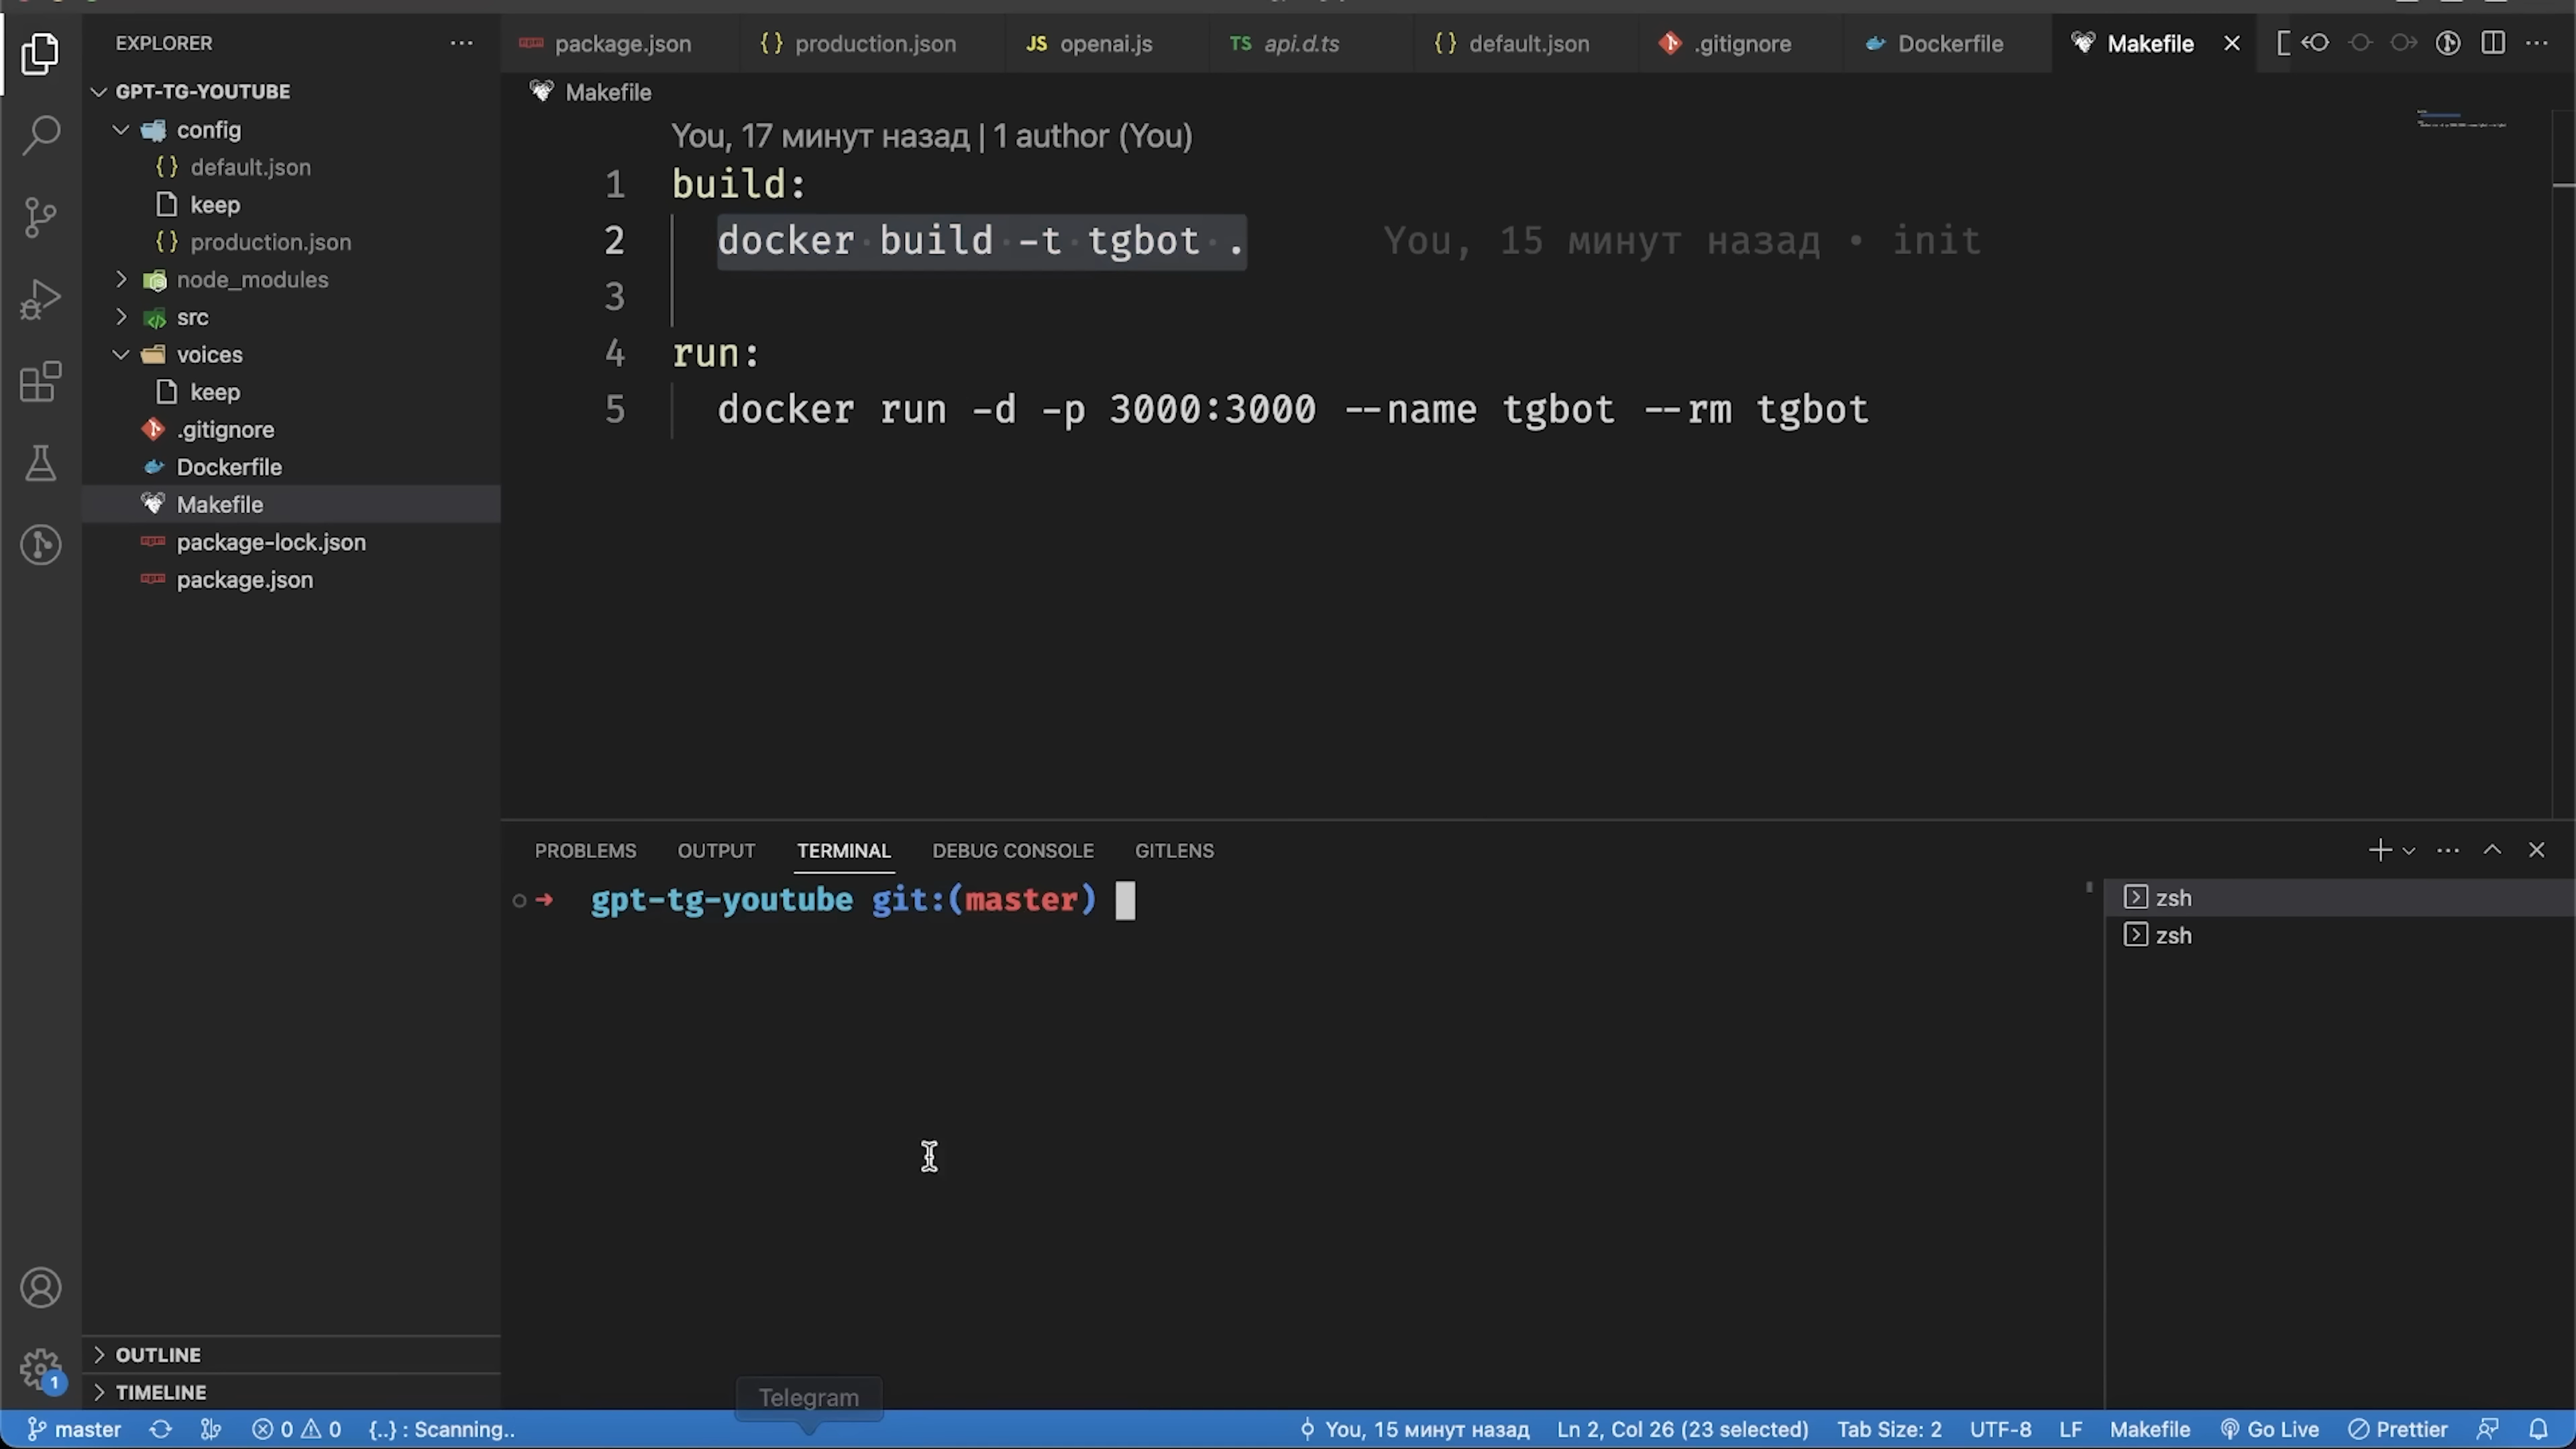 EXPLORER
GPT-TG-YOUTUBE
config
default.json
keep
production.json
node_modules
src
voices
keep
.gitignore
Dockerfile
Makefile
package-lock.json
package.json
OUTLINE
TIMELINE
package.json
production.json
JS openai.js
TS api.d.ts
default.json
.gitignore
Dockerfile
Makefile
Makefile
You, 17 минут назад | 1 author (You)
1 build:
2 docker build -t tgbot . You, 15 минут назад • init
3
4 run:
5 docker run -d -p 3000:3000 --name tgbot --rm tgbot
PROBLEMS OUTPUT TERMINAL DEBUG CONSOLE GITLENS
gpt-tg-youtube git:(master)
zsh
zsh
Telegram
1
master 0 0 {..} : Scanning.. You, 15 минут назад Ln 2, Col 26 (23 selected) Tab Size: 2 UTF-8 LF Makefile Go Live Prettier